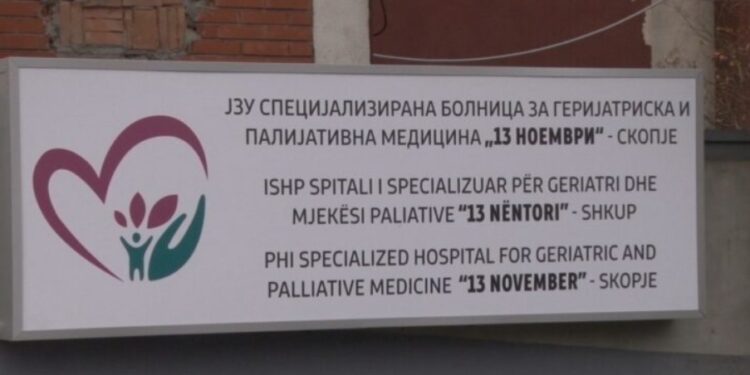 ЈЗУ СПЕЦИЈАЛИЗИРАНА БОЛНИЦА ЗА ГЕРИЈАТРИСКА И
ПАЛИЈАТИВНА МЕДИЦИНА „13 НОЕМВРИ“ - СКОПЈЕ
ISHP SPITALI I SPECIALIZUAR PËR GERIATRI DHE
MJEKËSI PALIATIVE “13 NËNTORI” - SHKUP
PHI SPECIALIZED HOSPITAL FOR GERIATRIC AND
PALLIATIVE MEDICINE “13 NOVEMBER” - SKOPJE